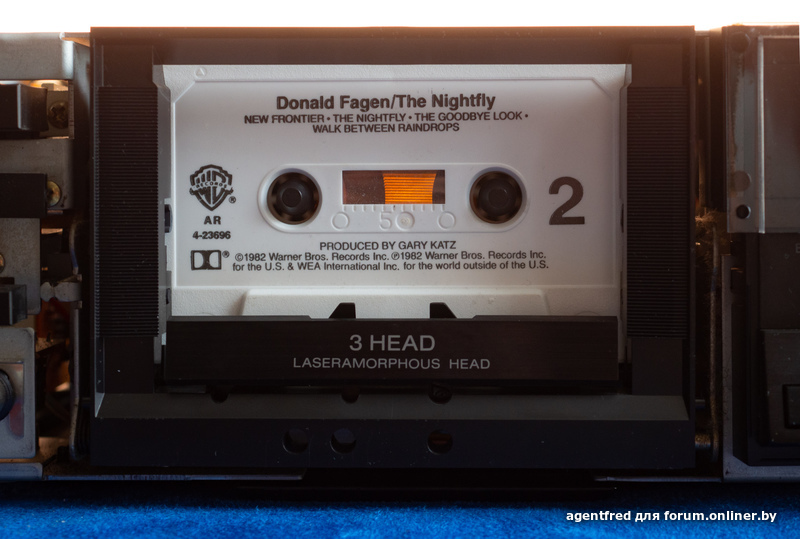 Donald Fagen/The Nightfly
NEW FRONTIER • THE NIGHTFLY • THE GOODBYE LOOK •
WALK BETWEEN RAINDROPS
WB
RECORDS
®
AR
4-23696
50
2
PRODUCED BY GARY KATZ
®
©1982 Warner Bros. Records Inc. ℗1982 Warner Bros. Records Inc.
for the U.S. & WEA International Inc. for the world outside of the U.S.
3 HEAD
LASERAMORPHOUS HEAD
agentfred для forum.onliner.by